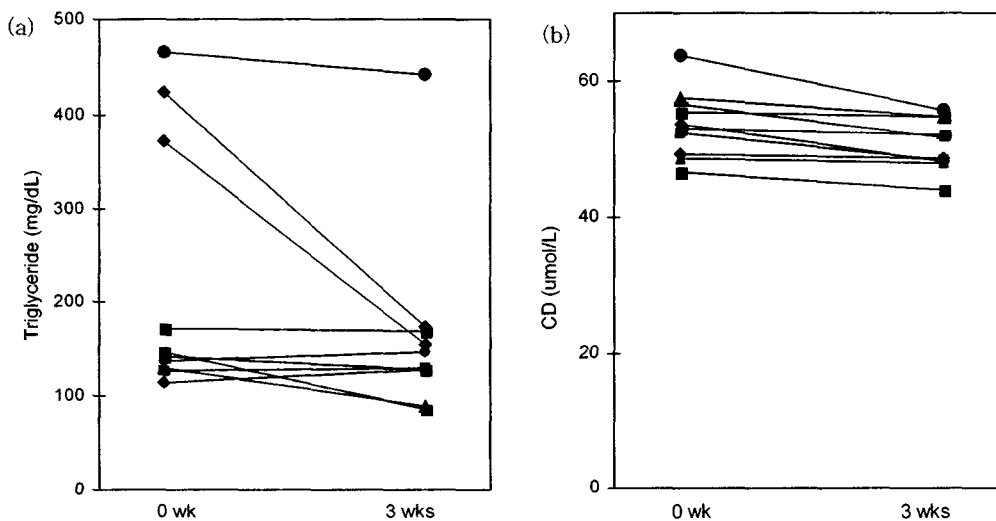 (a)
500
400
300
200
100
0
Triglyceride (mg/dL)
0 wk
3 wks
(b)
60
40
20
0
CD (umol/L)
0 wk
3 wks